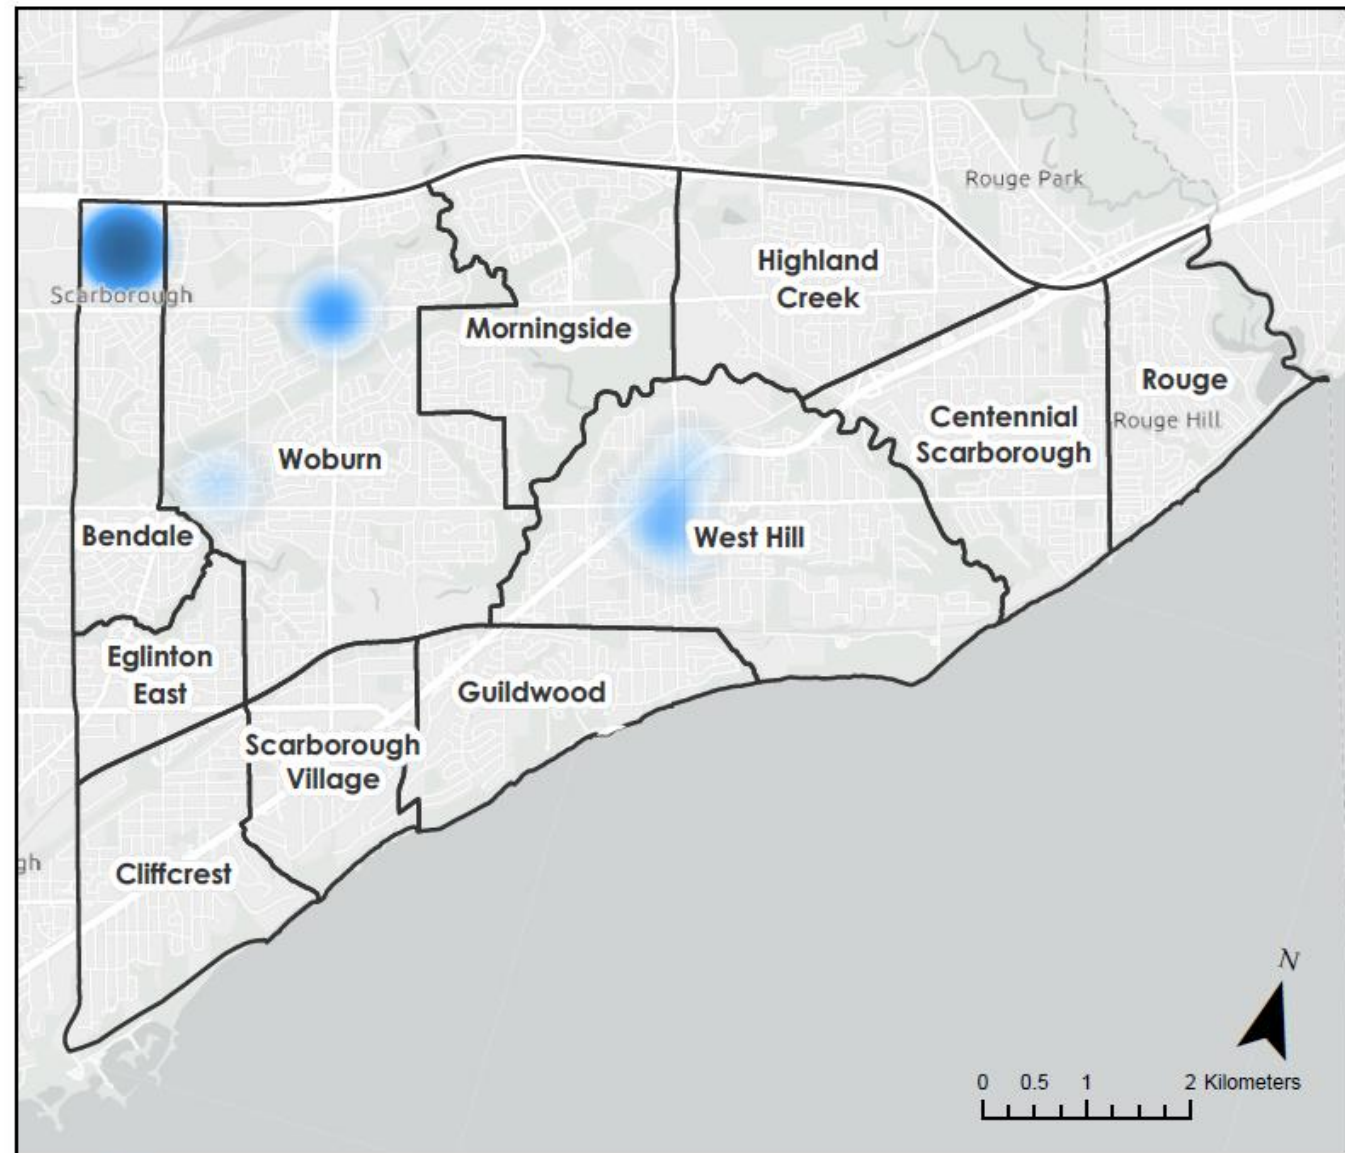 Rouge Park
Highland
Creek
Scarborough
Morningside
Rouge
Centennial
Scarborough
Rouge Hill
Woburn
Bendale
West Hill
Eglinton
East
Guildwood
Scarborough
Village
Cliffcrest
gh
N
0 0.5 1 2 Kilometers